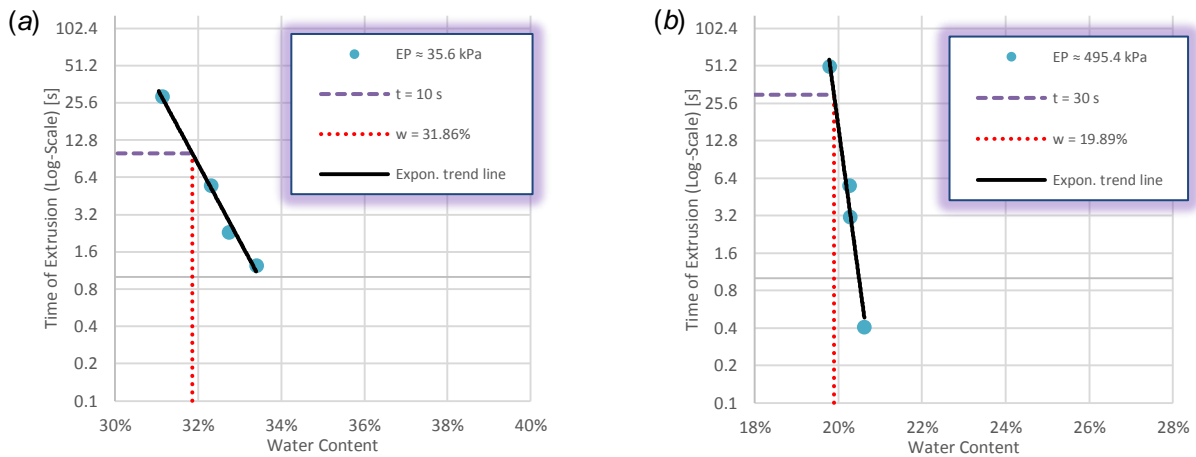 (a)
Time of Extrusion (Log-Scale) [s]
102.4
51.2
25.6
12.8
6.4
3.2
1.6
0.8
0.4
0.2
0.1
EP ≈ 35.6 kPa
t = 10 s
w = 31.86%
Expon. trend line
30% 32% 34% 36% 38% 40%
Water Content
(b)
Time of Extrusion (Log-Scale) [s]
102.4
51.2
25.6
12.8
6.4
3.2
1.6
0.8
0.4
0.2
0.1
EP ≈ 495.4 kPa
t = 30 s
w = 19.89%
Expon. trend line
18% 20% 22% 24% 26% 28%
Water Content